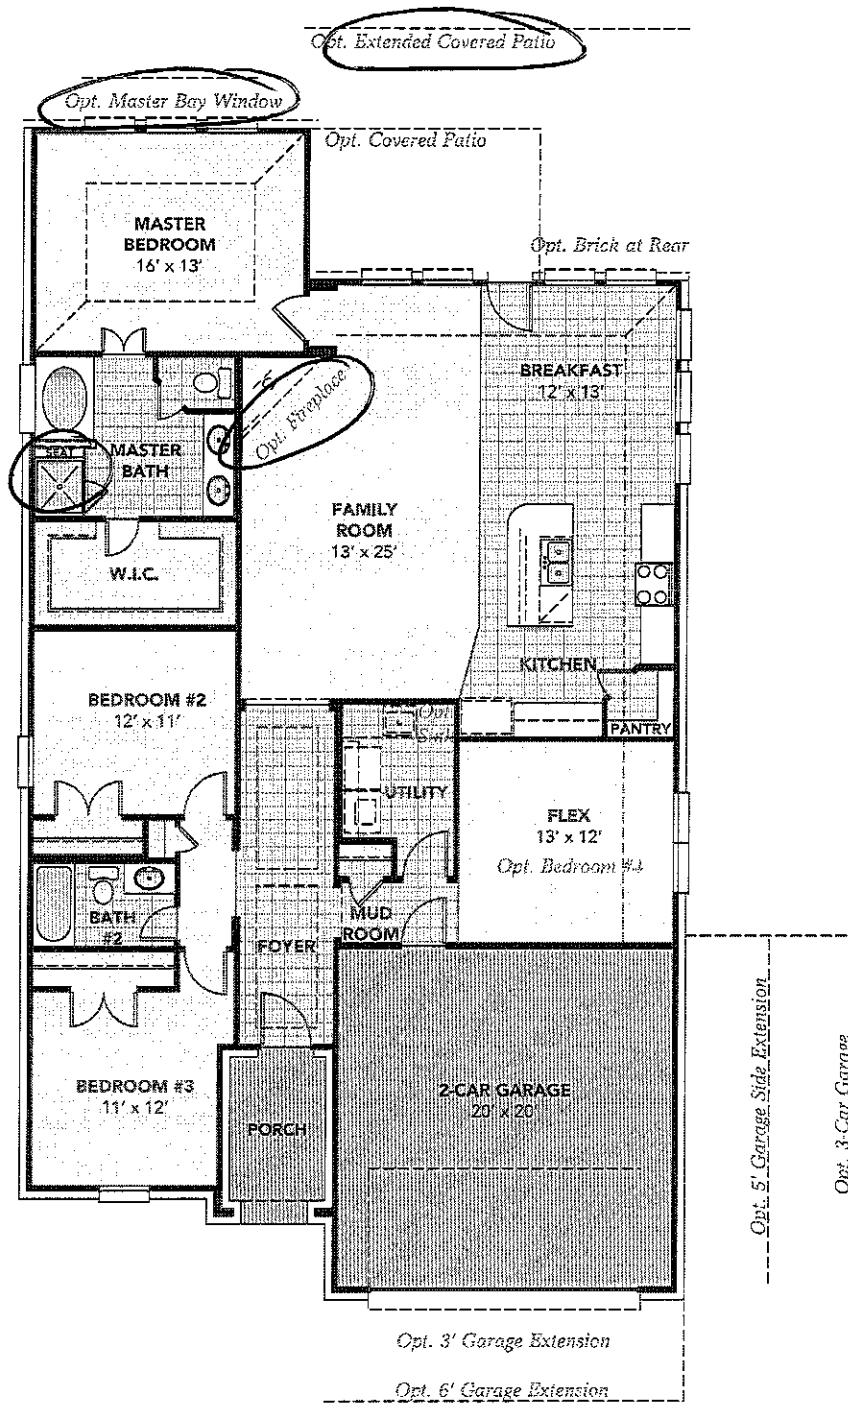 Opt. Extended Covered Patio
Opt. Master Bay Window
Opt. Covered Patio
MASTER
BEDROOM
16' x 13'
Opt. Brick at Rear
BREAKFAST
12' x 13'
Opt. Fireplace
SEAT
MASTER
BATH
FAMILY
ROOM
13' x 25'
W.I.C.
KITCHEN
BEDROOM #2
12' x 11'
Opt.
PANTRY
UTILITY
FLEX
13' x 12'
Opt. Bedroom #4
BATH
#2
MUD
ROOM
FOYER
BEDROOM #3
11' x 12'
2-CAR GARAGE
20' x 20'
PORCH
Opt. 5' Garage Side Extension
Opt. 3-Car Garage
Opt. 3' Garage Extension
Opt. 6' Garage Extension